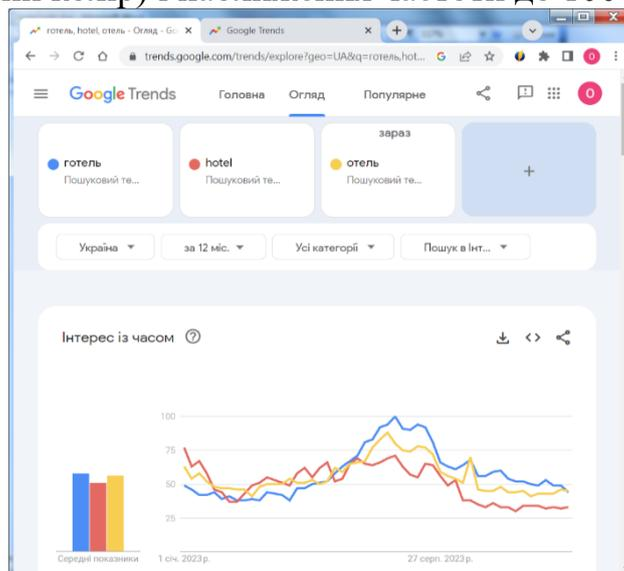 готель, hotel, отель - Огляд - Go
Google Trends
trends.google.com/trends/explore?geo=UA&q=готель,hot...
Google Trends
Головна
Огляд
Популярне
зараз
готель
Пошуковий те...
hotel
Пошуковий те...
отель
Пошуковий те...
+
Україна
за 12 міс.
Усі категорії
Пошук в Інт...
Інтерес із часом
100
75
50
25
Середні показники
1 січ. 2023 р.
27 серп. 2023 р.